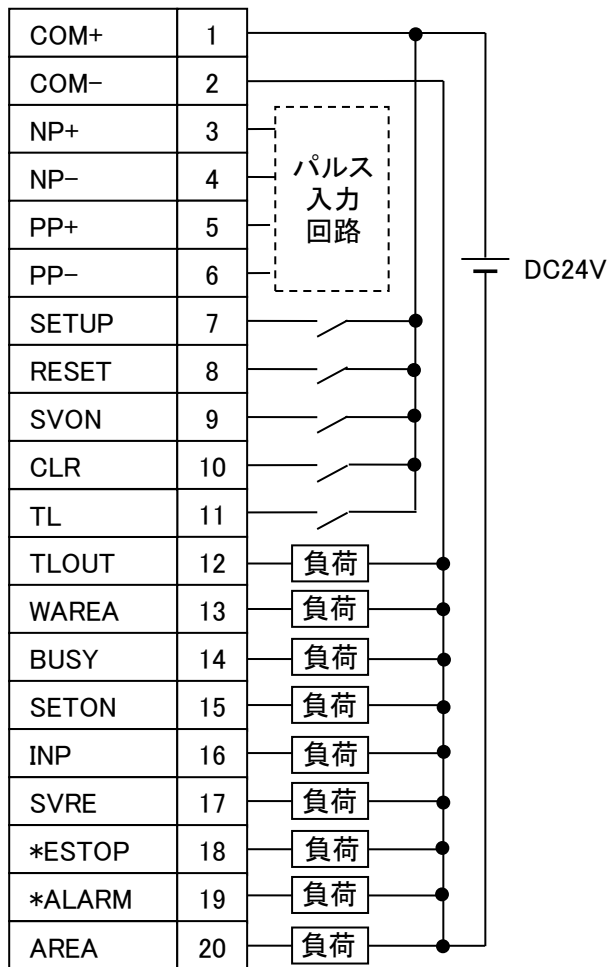 COM+ 1
COM- 2
NP+ 3
NP- 4
PP+ 5
PP- 6
パルス
入力
回路
DC24V
SETUP 7
RESET 8
SVON 9
CLR 10
TL 11
TLOUT 12 負荷
WAREA 13 負荷
BUSY 14 負荷
SETON 15 負荷
INP 16 負荷
SVRE 17 負荷
*ESTOP 18 負荷
*ALARM 19 負荷
AREA 20 負荷